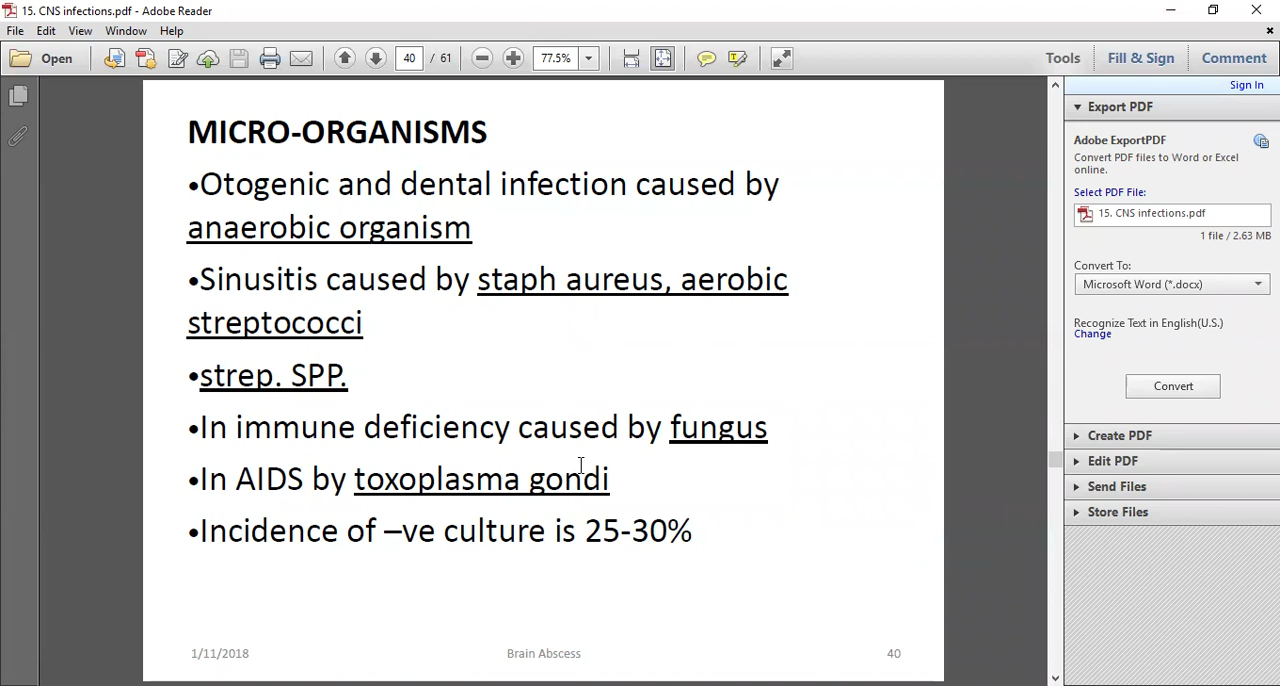 15. CNS infections.pdf - Adobe Reader
File Edit View Window Help
Open 40 / 61 77.5% Tools Fill & Sign Comment
Sign In
MICRO-ORGANISMS
•Otogenic and dental infection caused by
anaerobic organism
•Sinusitis caused by staph aureus, aerobic
streptococci
•strep. SPP.
•In immune deficiency caused by fungus
•In AIDS by toxoplasma gondi
•Incidence of –ve culture is 25-30%
1/11/2018 Brain Abscess 40
Export PDF
Adobe ExportPDF
Convert PDF files to Word or Excel
online.
Select PDF File:
15. CNS infections.pdf
1 file / 2.63 MB
Convert To:
Microsoft Word (*.docx)
Recognize Text in English(U.S.)
Change
Convert
Create PDF
Edit PDF
Send Files
Store Files